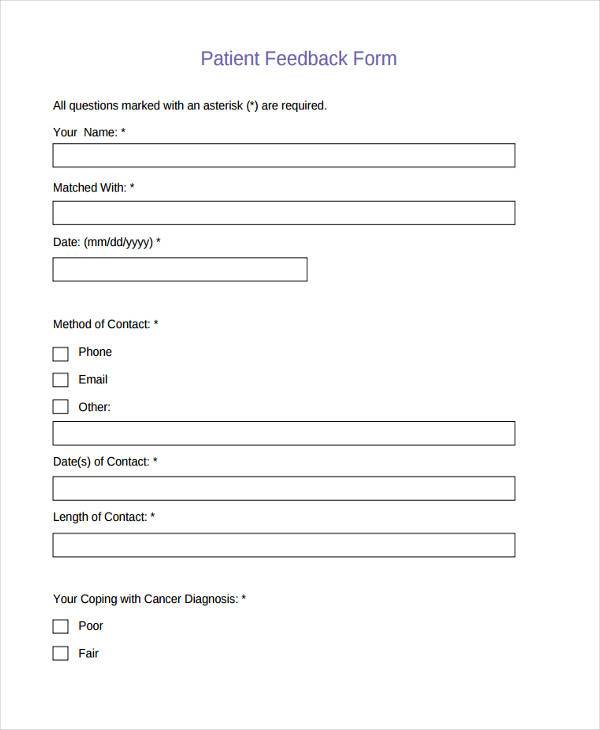 Patient Feedback Form
All questions marked with an asterisk (*) are required.
Your Name: *
Matched With: *
Date: (mm/dd/yyyy) *
Method of Contact: *
Phone
Email
Other:
Date(s) of Contact: *
Length of Contact: *
Your Coping with Cancer Diagnosis: *
Poor
Fair